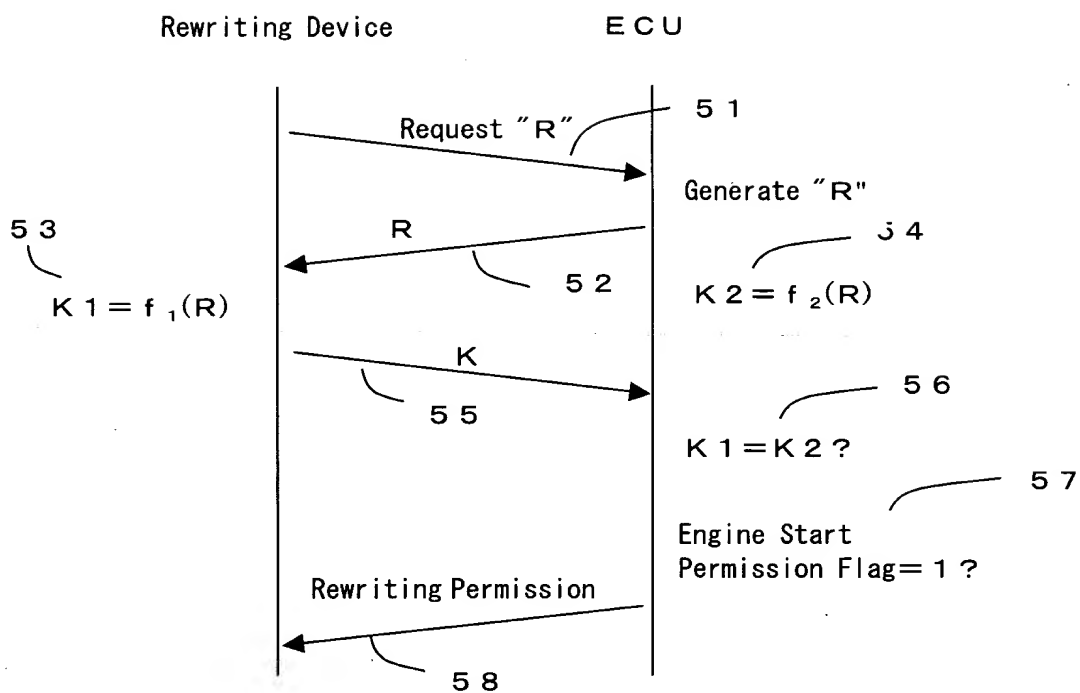 Rewriting Device ECU
Request "R" 51
Generate "R"
53 R 54
52
K1=f₁(R) K2=f₂(R)
K
56
55
K1=K2?
57
Engine Start
Permission Flag=1?
Rewriting Permission
58